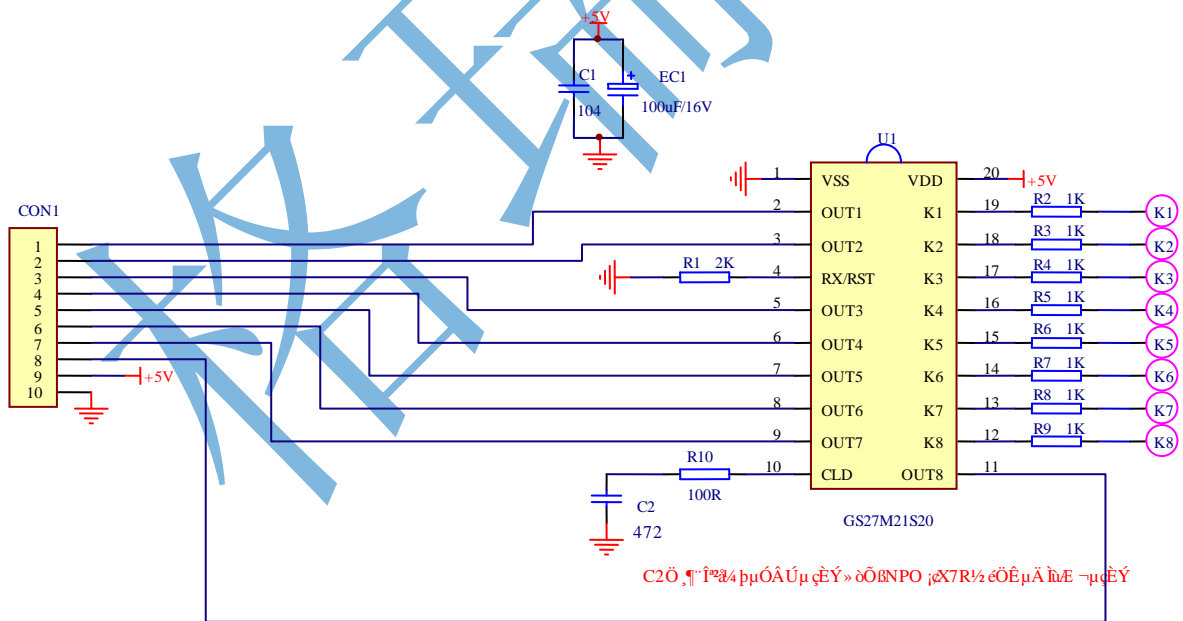 +5V
C1
EC1
104
100uF/16V
U1
CON1
1
2
3
4
5
6
7
8
9
10
+5V
1
VSS
VDD
20
+5V
2
OUT1
K1
19
R2 1K
K1
3
OUT2
K2
18
R3 1K
K2
R1 2K
4
RX/RST
K3
17
R4 1K
K3
5
OUT3
K4
16
R5 1K
K4
6
OUT4
K5
15
R6 1K
K5
7
OUT5
K6
14
R7 1K
K6
8
OUT6
K7
13
R8 1K
K7
9
OUT7
K8
12
R9 1K
K8
R10
100R
10
CLD
OUT8
11
C2
472
GS27M21S20